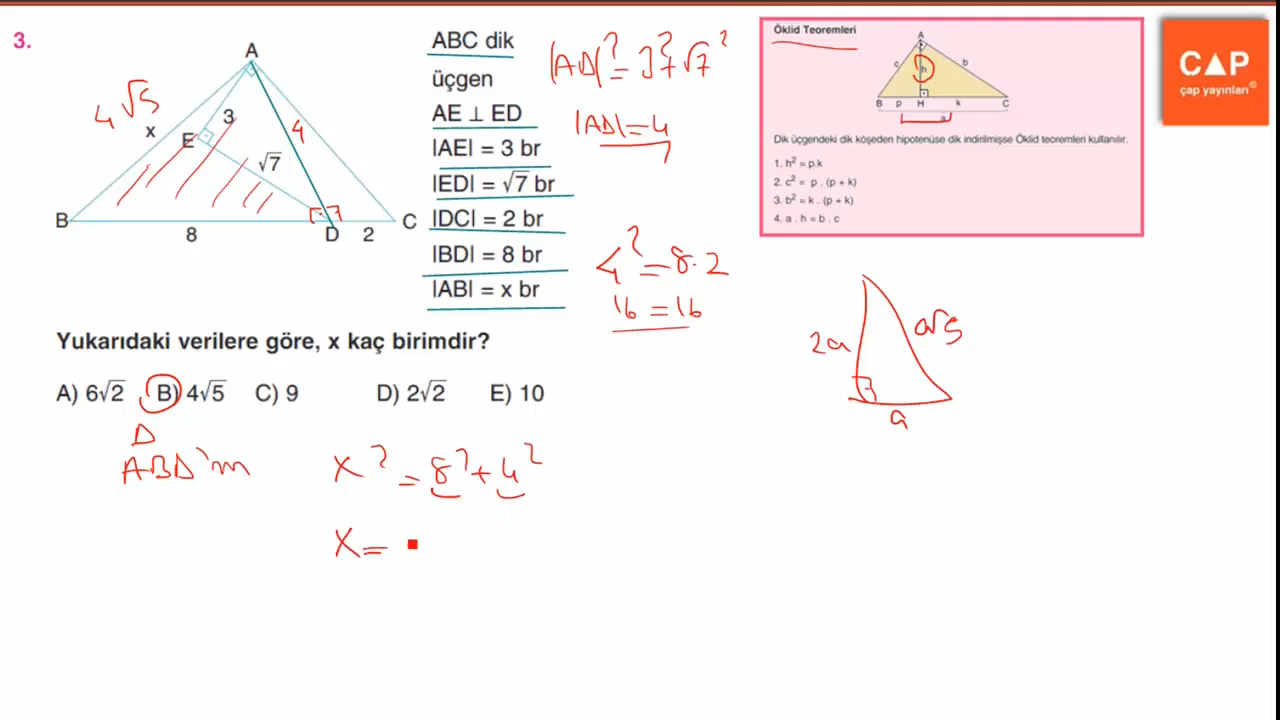 3.
A
4√5
x
3
E
4
√7
B
8
D
2
C
ABC dik
üçgen
AE ⊥ ED
|AE| = 3 br
|ED| = √7 br
|DC| = 2 br
|BD| = 8 br
|AB| = x br
|AD|² = 3² + √7²
|AD| = 4
4² = 8.2
16 = 16
Öklid Teoremleri
A
c
h
b
B
p
H
k
C
a
Dik üçgendeki dik köşeden hipotenüse dik indirilmişse Öklid teoremleri kullanılır.
1. h² = p.k
2. c² = p . (p + k)
3. b² = k . (p + k)
4. a . h = b . c
ÇAP
çap yayınları®
2a
a√5
a
Yukarıdaki verilere göre, x kaç birimdir?
A) 6√2 B) 4√5 C) 9 D) 2√2 E) 10
ABD'm
x² = 8² + 4²
x =